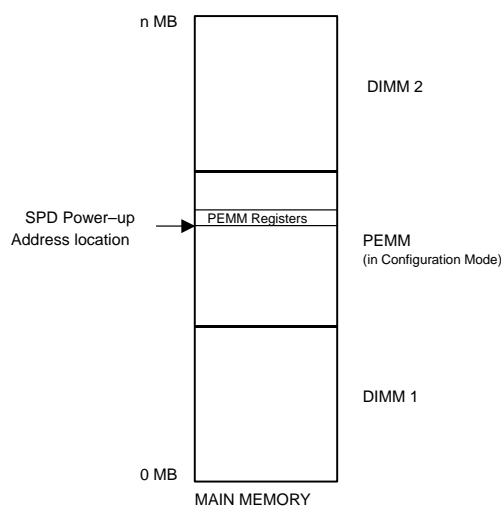 n MB
DIMM 2
SPD Power–up
Address location
PEMM Registers
PEMM
(in Configuration Mode)
DIMM 1
0 MB
MAIN MEMORY